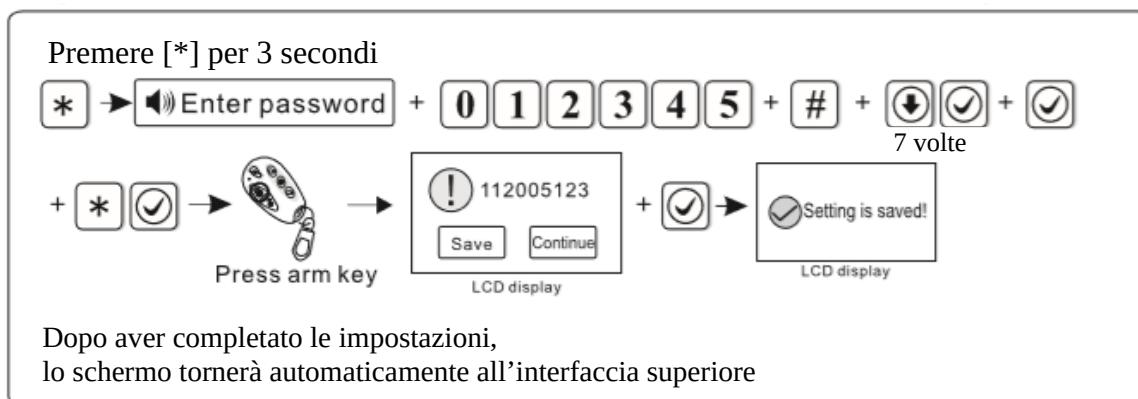 Premere [*] per 3 secondi
* Enter password + 0 1 2 3 4 5 + # + +
7 volte
+ * 112005123 + Setting is saved!
Save Continue
Press arm key LCD display LCD display
Dopo aver completato le impostazioni,
lo schermo tornerà automaticamente all’interfaccia superiore